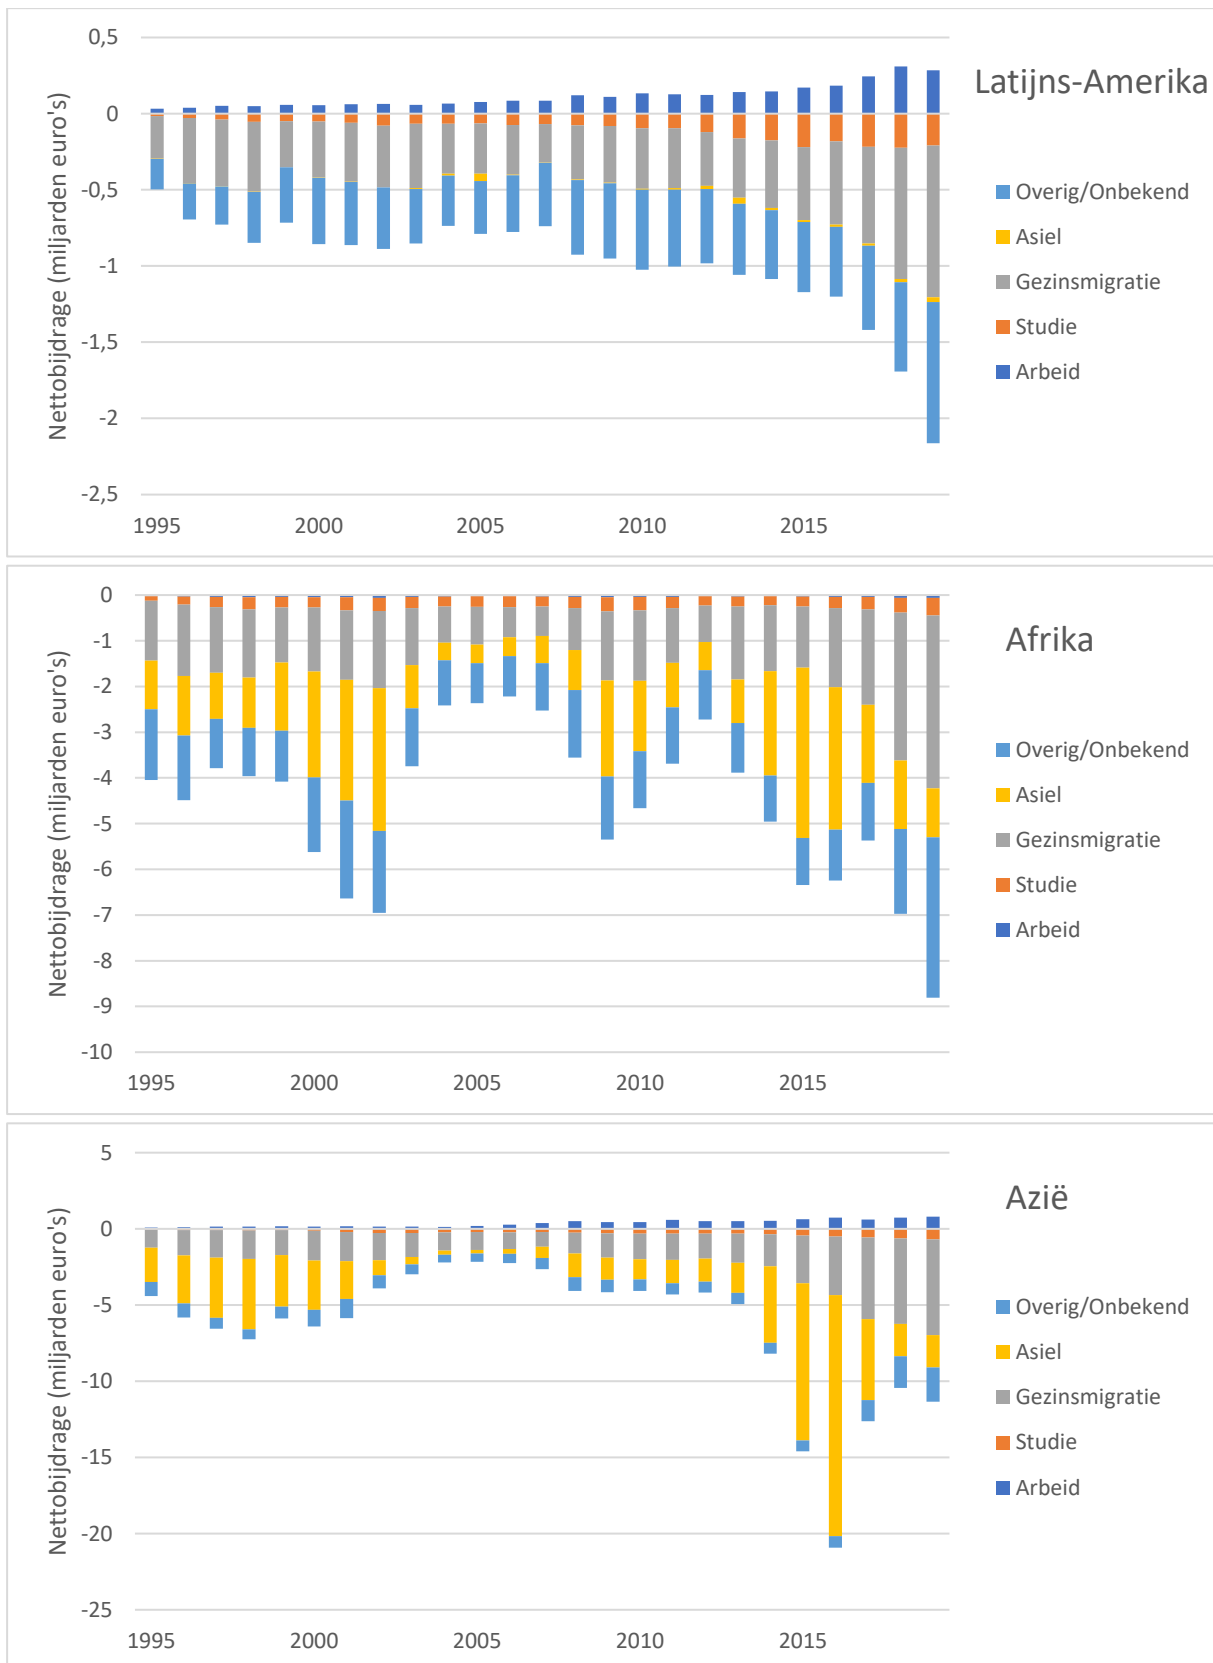 Latijns-Amerika
Nettobijdrage (miljarden euro's)
0,5
0
-0,5
-1
-1,5
-2
-2,5
1995 2000 2005 2010 2015
Overig/Onbekend
Asiel
Gezinsmigratie
Studie
Arbeid
Afrika
Nettobijdrage (miljarden euro's)
0
-1
-2
-3
-4
-5
-6
-7
-8
-9
-10
1995 2000 2005 2010 2015
Overig/Onbekend
Asiel
Gezinsmigratie
Studie
Arbeid
Azië
Nettobijdrage (miljarden euro's)
5
0
-5
-10
-15
-20
-25
1995 2000 2005 2010 2015
Overig/Onbekend
Asiel
Gezinsmigratie
Studie
Arbeid